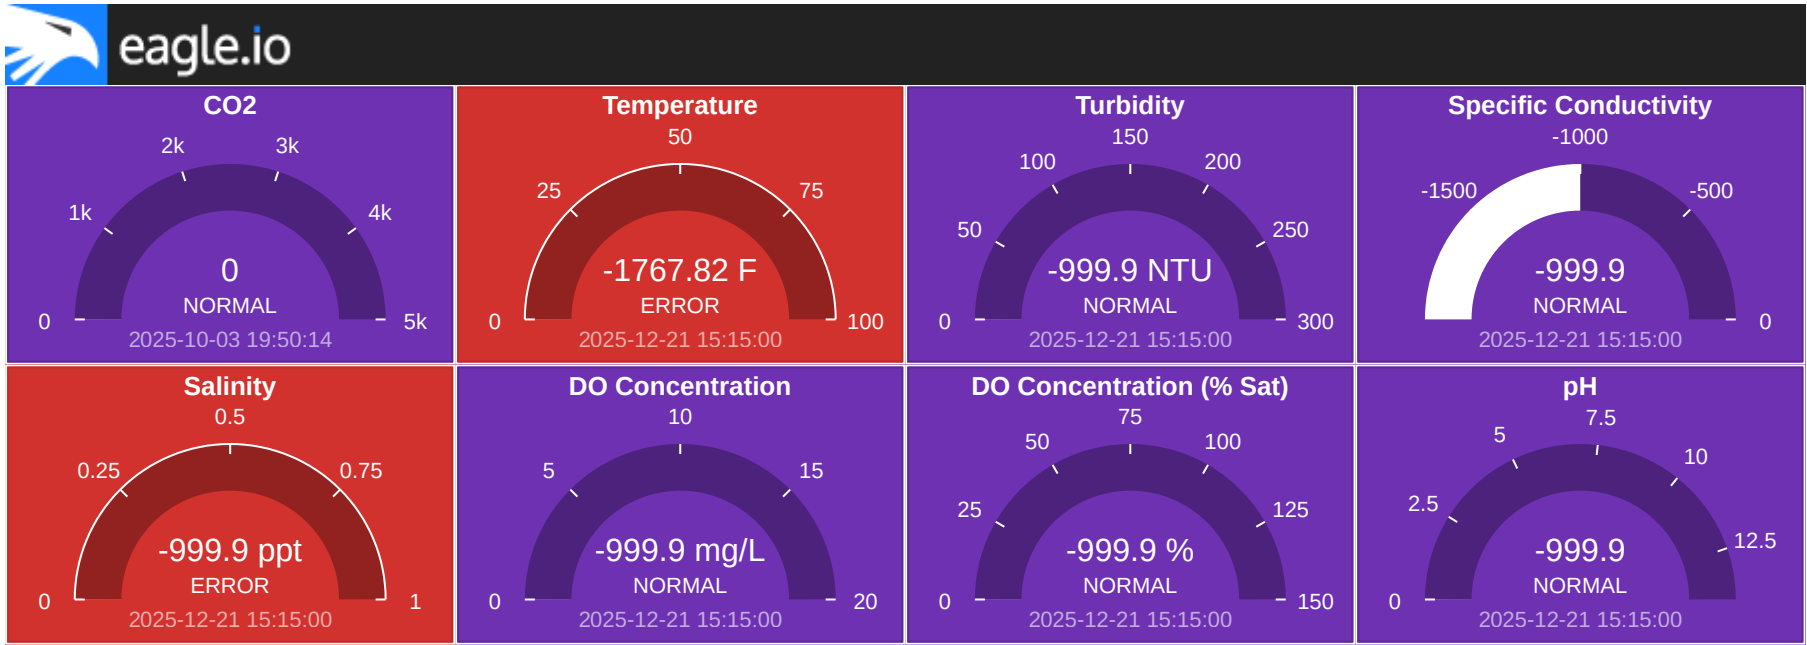 eagle.io
CO2
0
1k
2k
3k
4k
5k
0
NORMAL
2025-10-03 19:50:14
Temperature
0
25
50
75
100
-1767.82 F
ERROR
2025-12-21 15:15:00
Turbidity
0
50
100
150
200
250
300
-999.9 NTU
NORMAL
2025-12-21 15:15:00
Specific Conductivity
-1500
-1000
-500
0
-999.9
NORMAL
2025-12-21 15:15:00
Salinity
0
0.25
0.5
0.75
1
-999.9 ppt
ERROR
2025-12-21 15:15:00
DO Concentration
0
5
10
15
20
-999.9 mg/L
NORMAL
2025-12-21 15:15:00
DO Concentration (% Sat)
0
25
50
75
100
125
150
-999.9 %
NORMAL
2025-12-21 15:15:00
pH
0
2.5
5
7.5
10
12.5
-999.9
NORMAL
2025-12-21 15:15:00